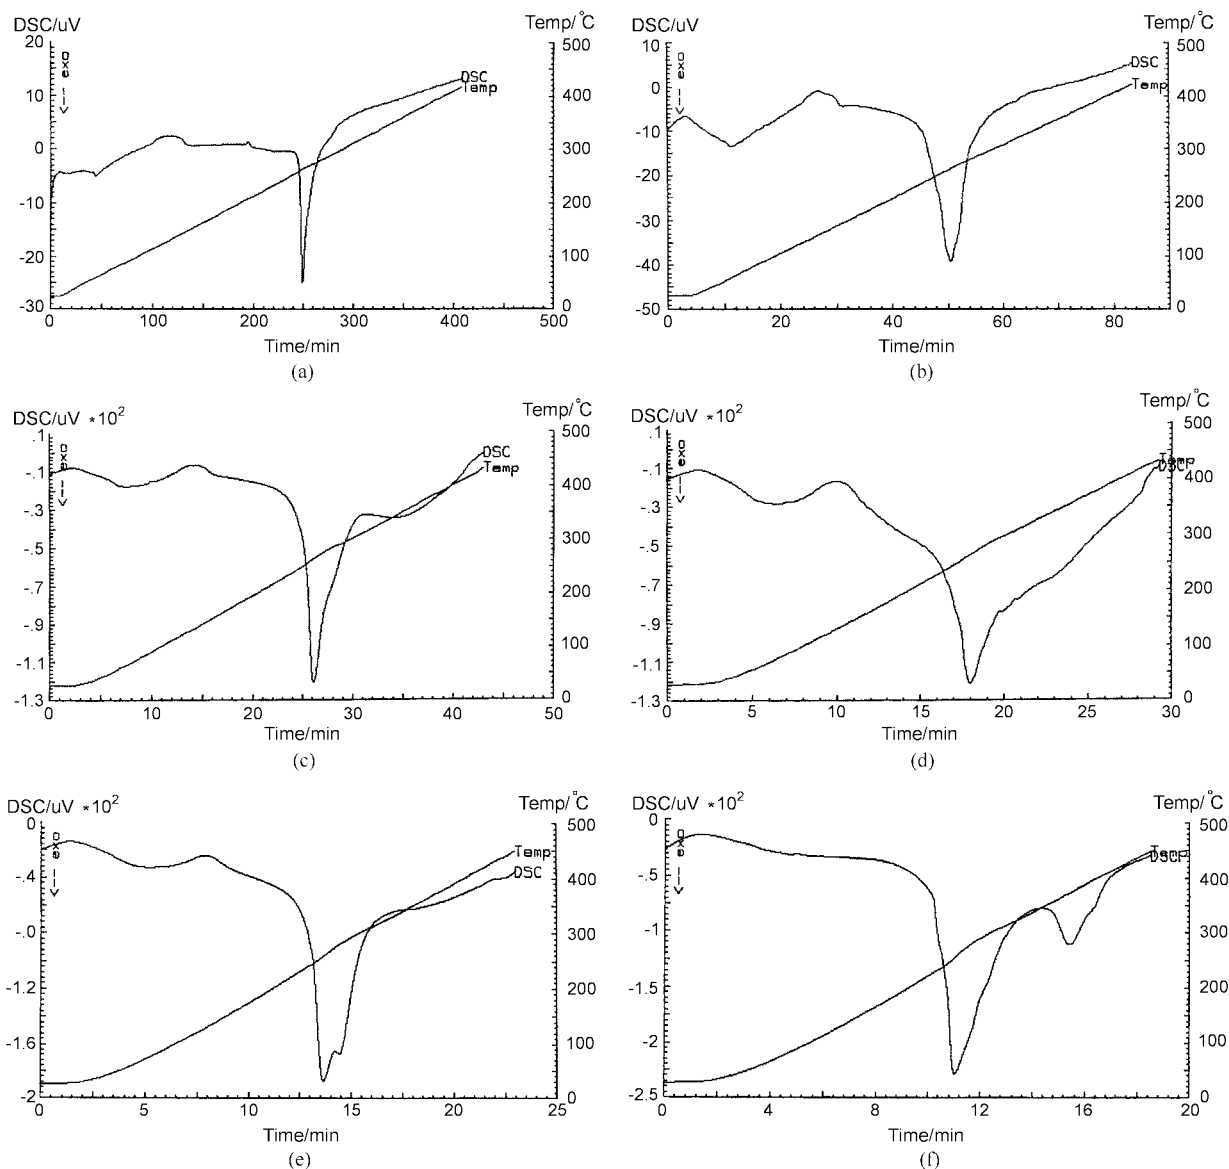 DSC/uV Temp/°C
20 500
10 400
0 300
-10 200
-20 100
-30 0
exo
DSC
Temp
0 100 200 300 400 500
Time/min
(a)
DSC/uV Temp/°C
10 500
0 400
-10
-20 300
-30 200
-40 100
-50 0
exo
DSC
Temp
0 20 40 60 80
Time/min
(b)
DSC/uV *10² Temp/°C
.1 500
-.1 400
-.3
-.5 300
-.7 200
-.9 100
-1.1
-1.3 0
exo
DSC
Temp
0 10 20 30 40 50
Time/min
(c)
DSC/uV *10² Temp/°C
.1 500
-.1 400
-.3
-.5 300
-.7 200
-.9 100
-1.1
-1.3 0
exo
Temp
DSC
0 5 10 15 20 25 30
Time/min
(d)
DSC/uV *10² Temp/°C
0 500
-.4 400
-.0 300
-1.2 200
-1.6 100
-2 0
exo
Temp
DSC
0 5 10 15 20 25
Time/min
(e)
DSC/uV *10² Temp/°C
0 500
-.5 400
-1 300
-1.5 200
-2 100
-2.5 0
exo
Temp
DSC
0 4 8 12 16 20
Time/min
(f)